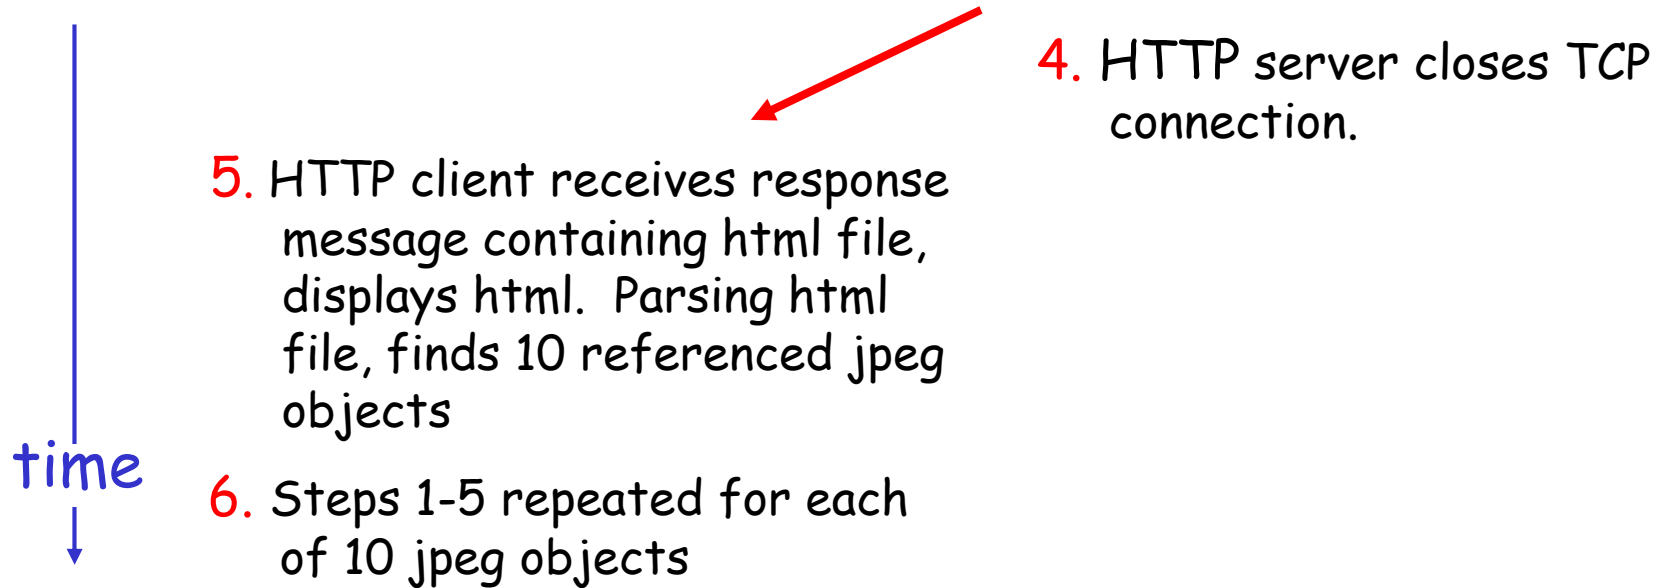 4. HTTP server closes TCP
connection.
5. HTTP client receives response
message containing html file,
displays html.  Parsing html
file, finds 10 referenced jpeg
objects
time
6. Steps 1-5 repeated for each
of 10 jpeg objects